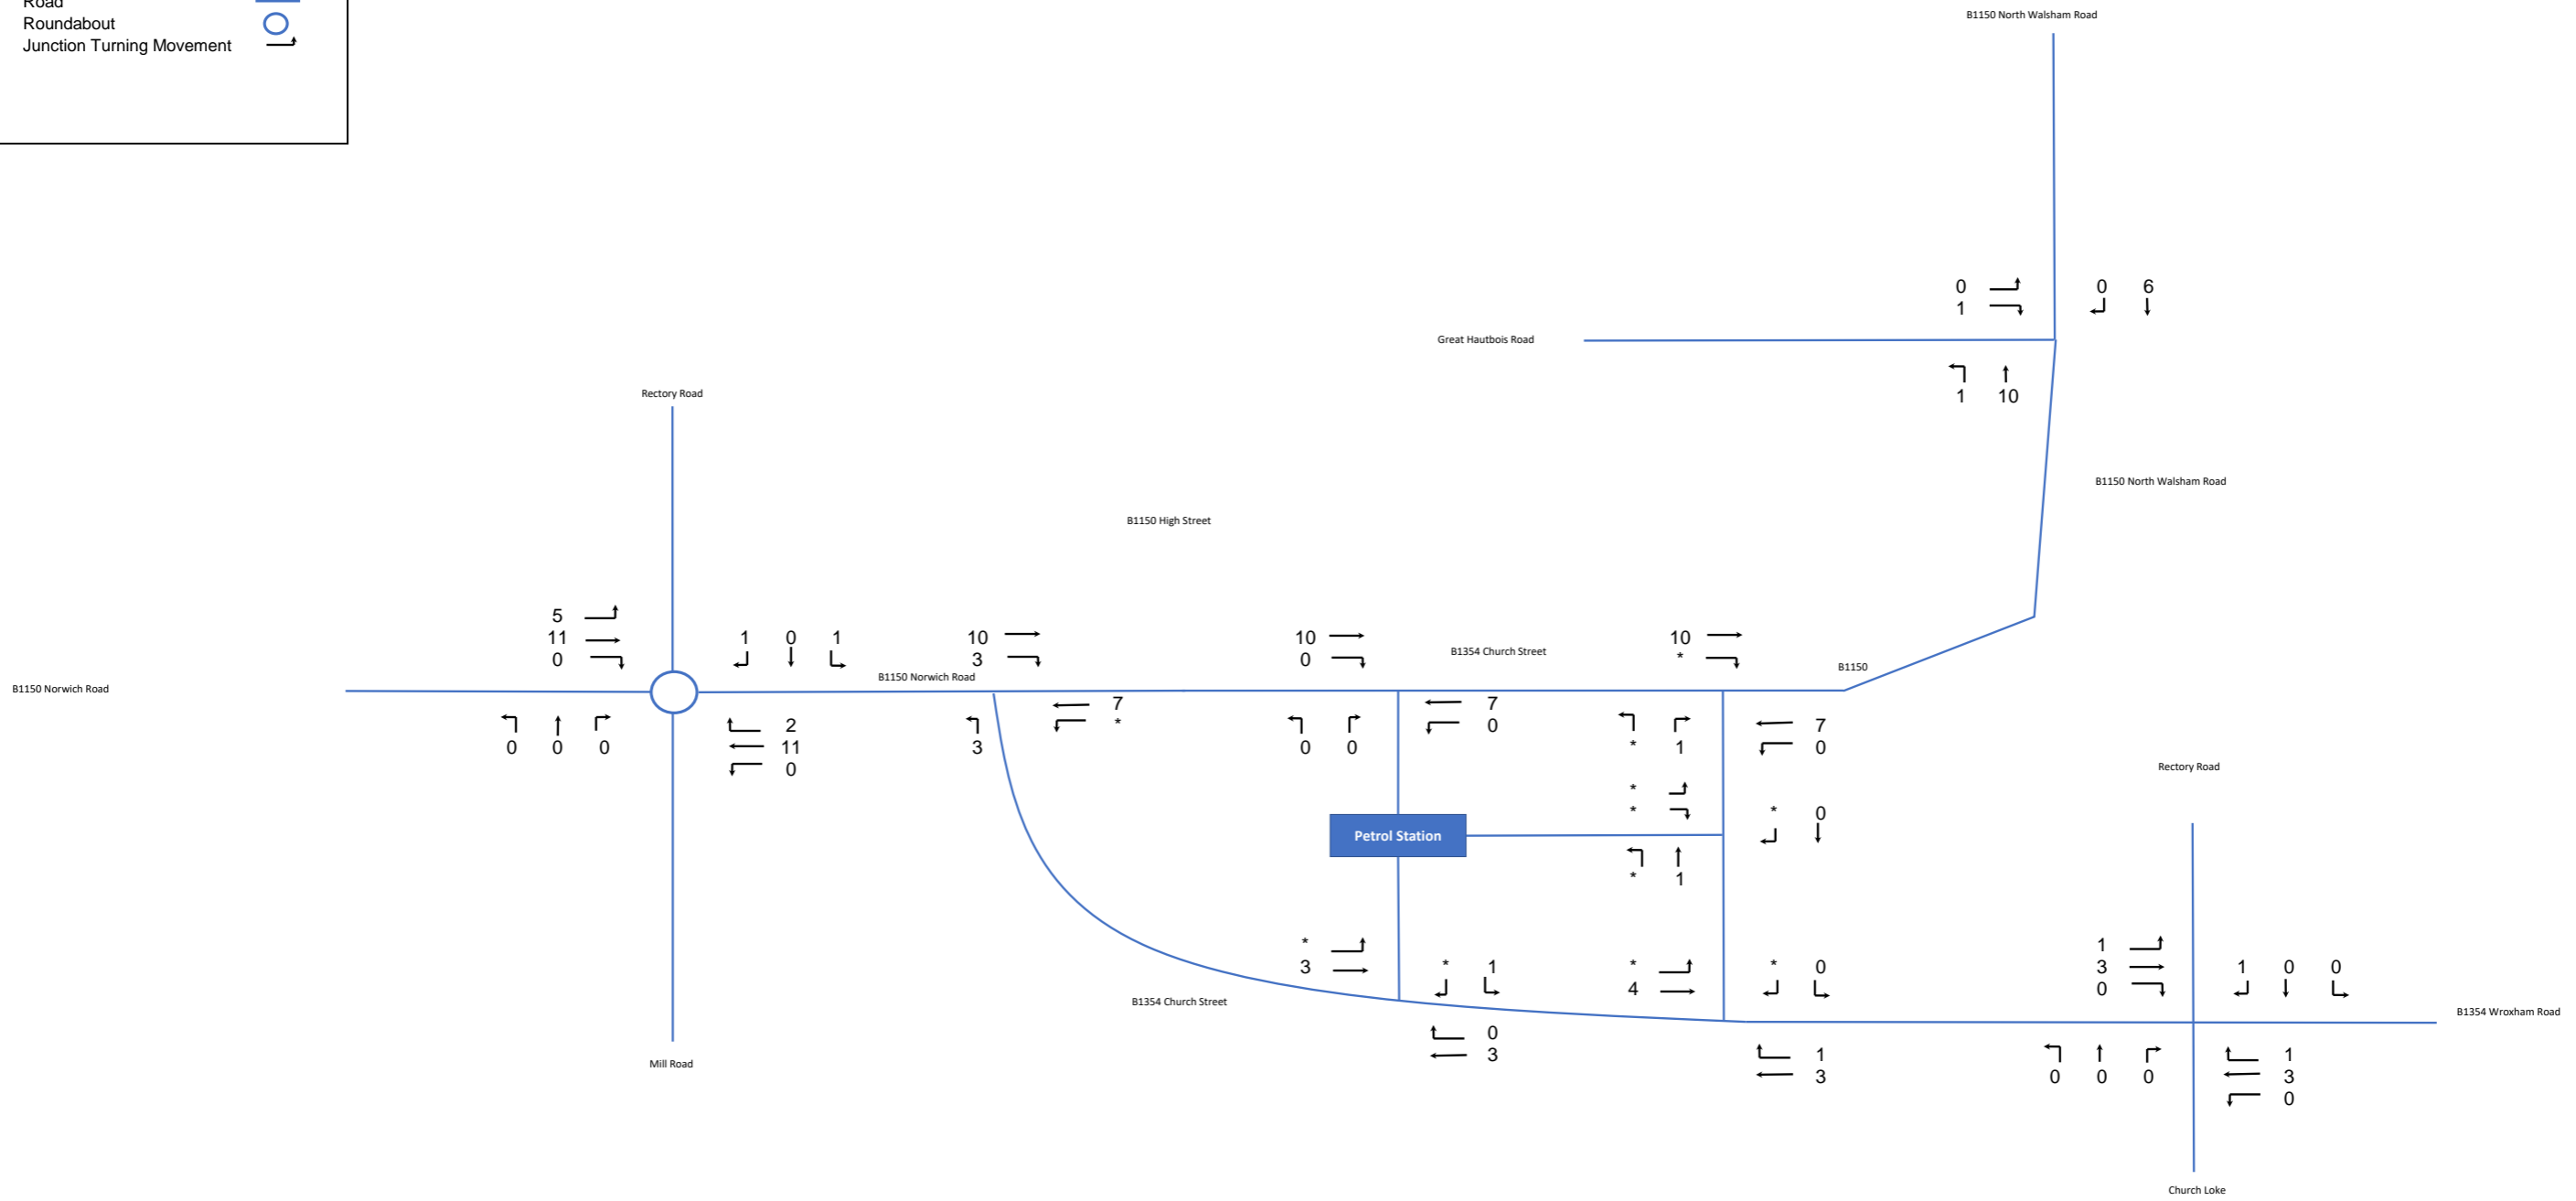 Road
Roundabout
Junction Turning Movement
B1150 North Walsham Road
0 0 6
1
Great Hautbois Road
1 10
Rectory Road
B1150 North Walsham Road
B1150 High Street
5
11 1 0 1 10 10 10
0 3 0 B1354 Church Street *
B1150
B1150 Norwich Road
B1150 Norwich Road
7 7
* 0 7
0 0 0 2 3 0 0 * 1 0
11
0
Rectory Road
*
* * 0
Petrol Station
* 1
* 1
3 * 1 * * 0 3 1 0 0
4 0
B1354 Church Street
B1354 Wroxham Road
0
3 1 1
Mill Road
3 0 0 0 3
0
Church Loke